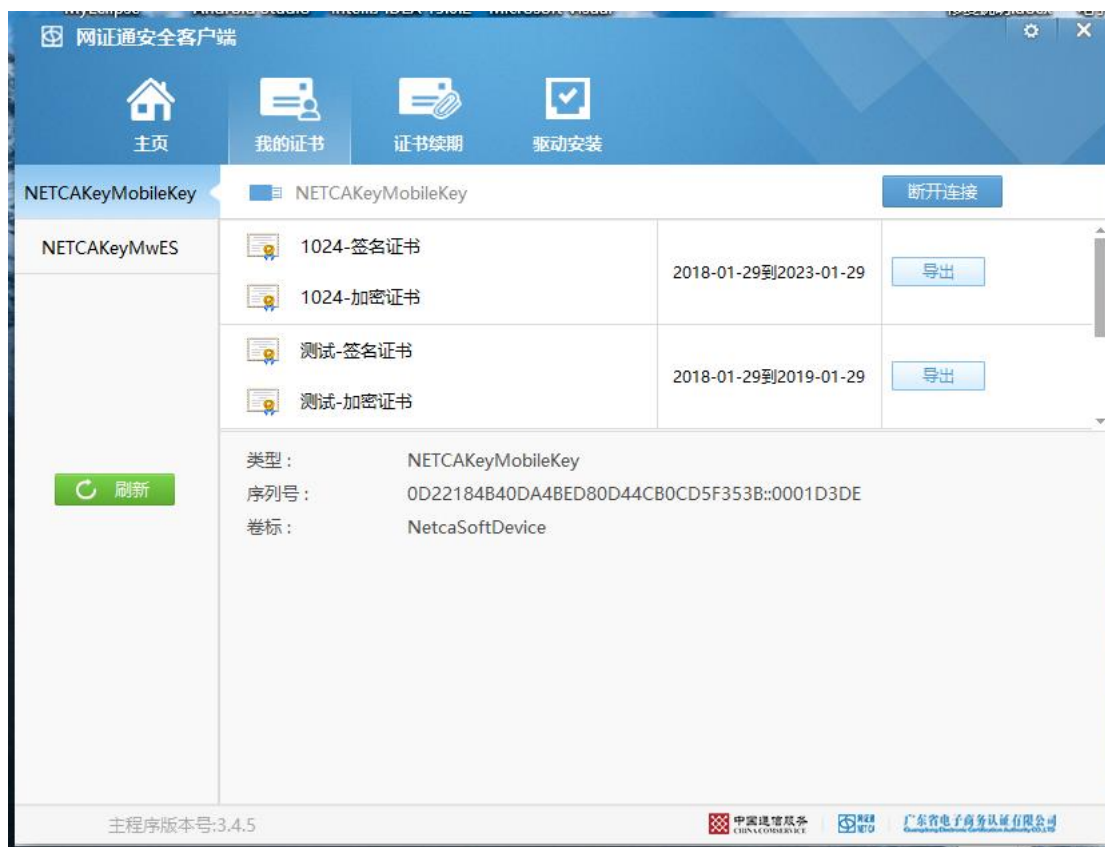 网证通安全客户端
主页
我的证书
证书续期
驱动安装
NETCAKeyMobileKey
NETCAKeyMwES
刷新
NETCAKeyMobileKey
断开连接
1024-签名证书
1024-加密证书
2018-01-29到2023-01-29
导出
测试-签名证书
测试-加密证书
2018-01-29到2019-01-29
导出
类型: NETCAKeyMobileKey
序列号: 0D22184B40DA4BED80D44CB0CD5F353B::0001D3DE
卷标: NetcaSoftDevice
主程序版本号:3.4.5
中国通信服务
CHINA COMSERVICE
网证通
NETCA
广东省电子商务认证有限公司